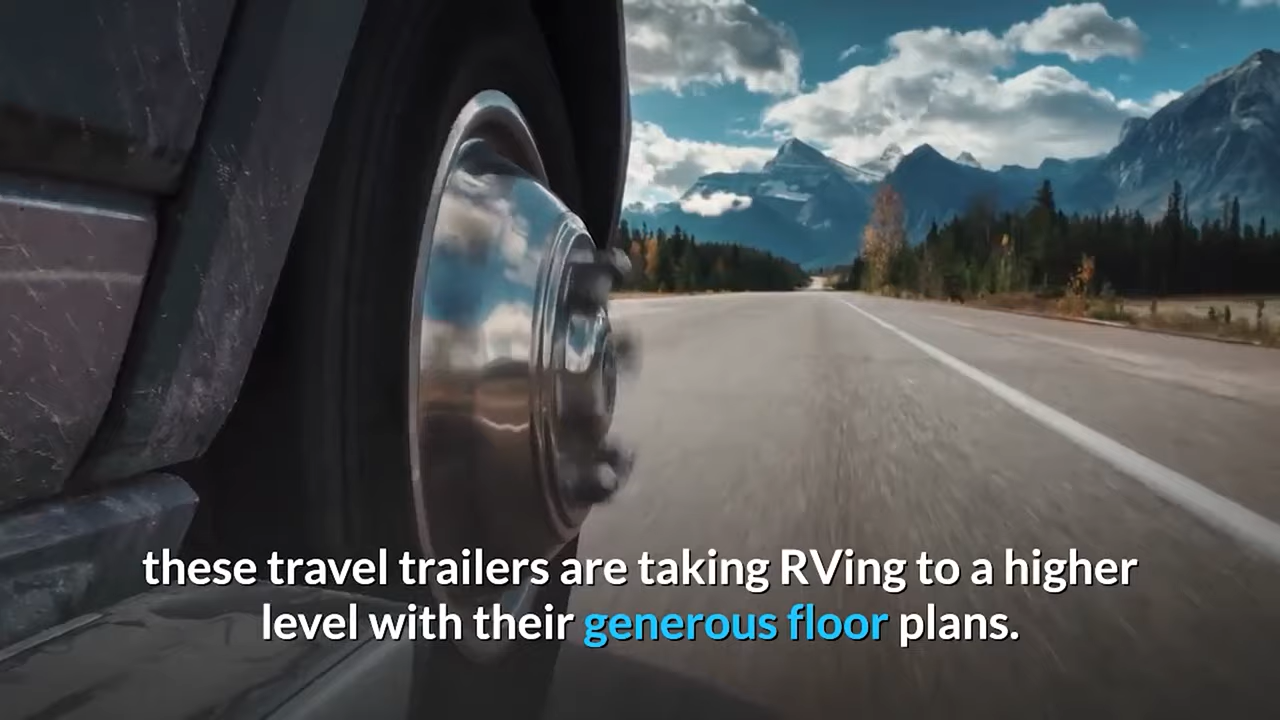 these travel trailers are taking RVing to a higher
level with their generous floor plans.